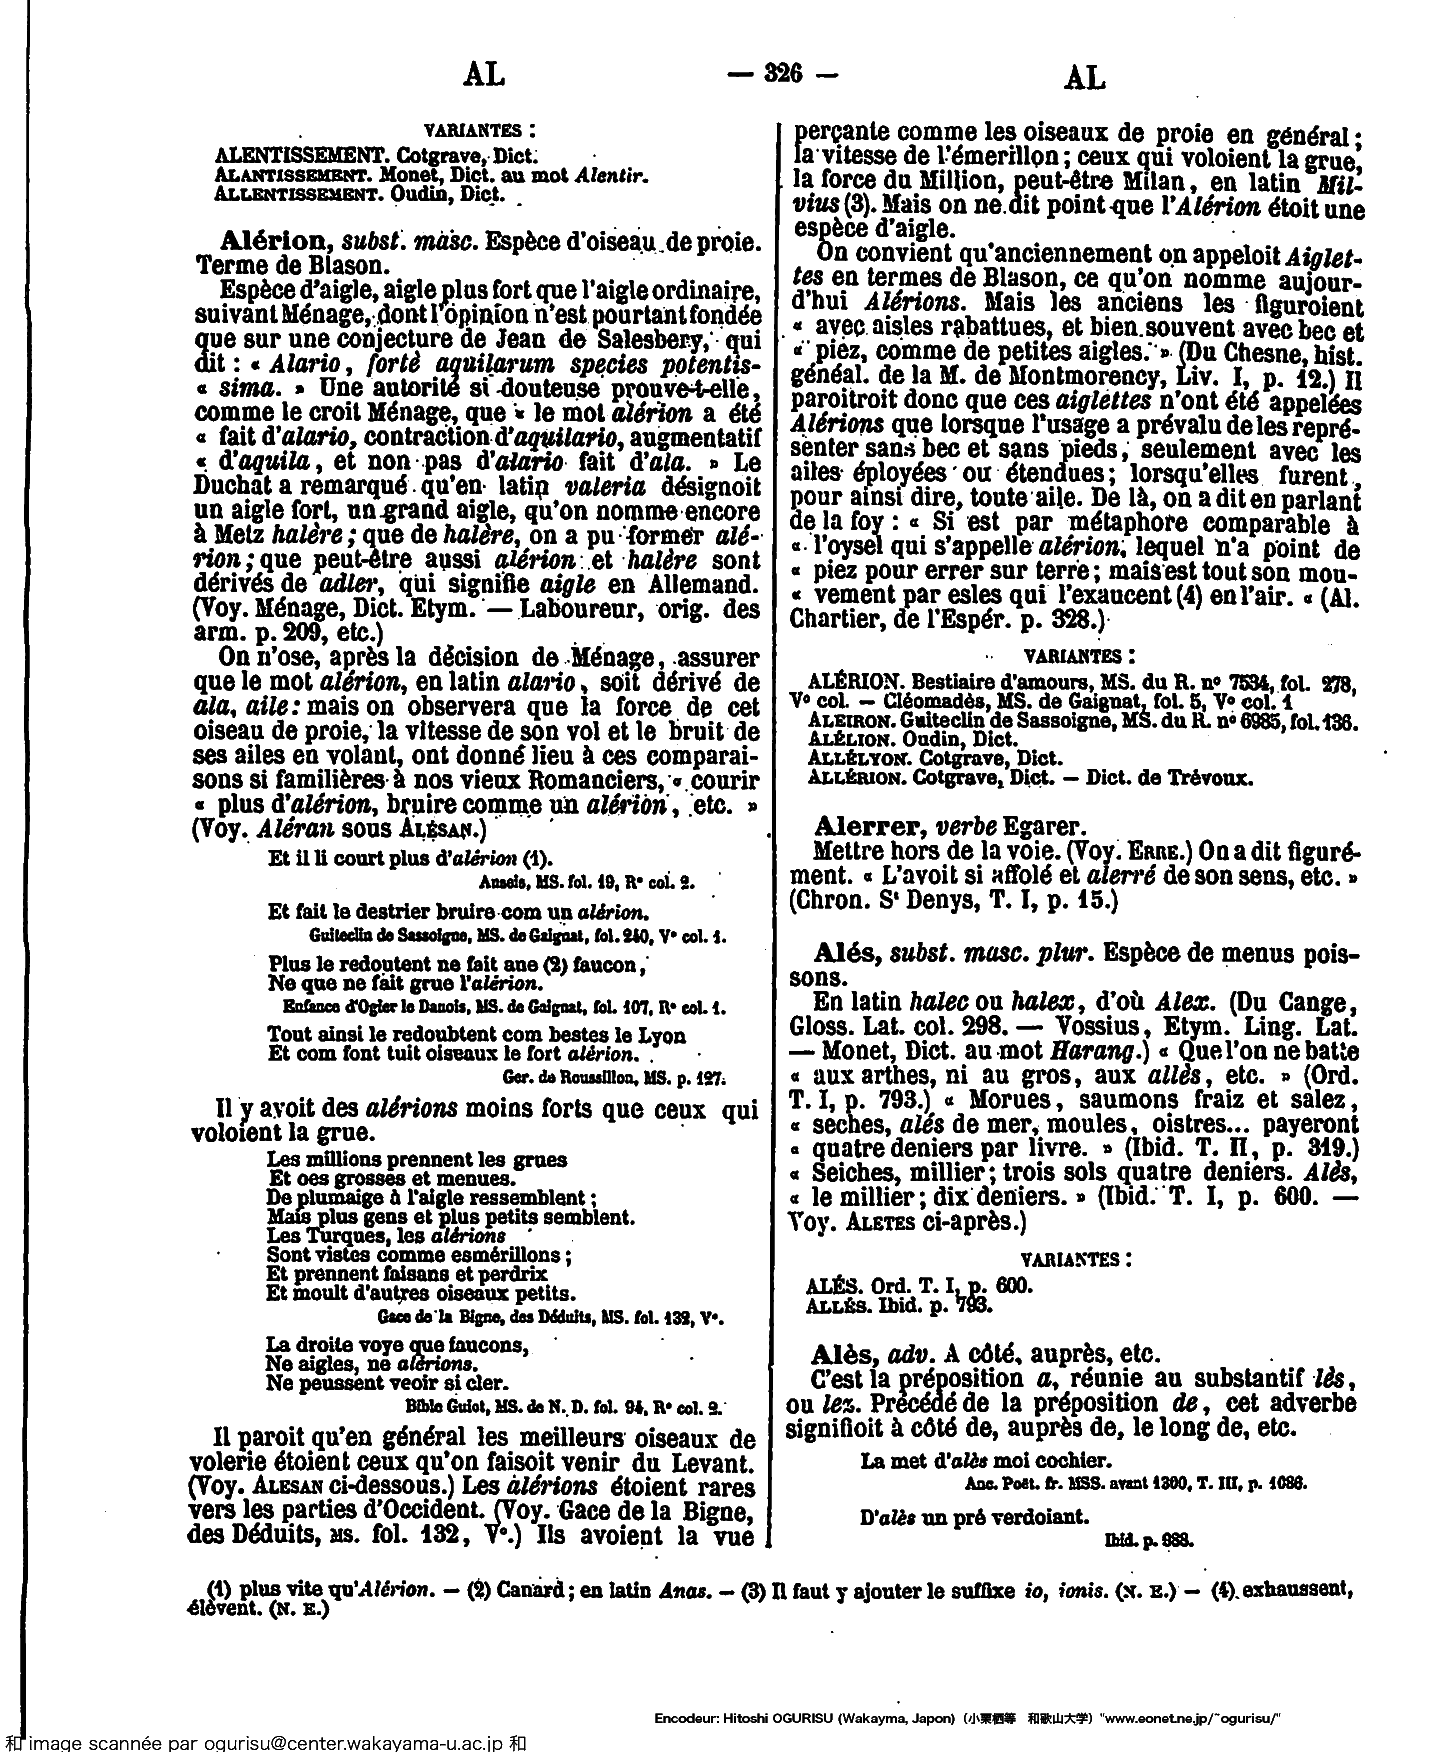 AL
— 326 —
AL
VARIANTES :
ALENTISSEMENT. Cotgrave, Dict.
ALANTISSEMENT. Monet, Dict. au mot Alentir.
ALLENTISSEMENT. Oudin, Dict.
Alérion, subst. masc. Espèce d'oiseau de proie.
Terme de Blason.
Espèce d'aigle, aigle plus fort que l'aigle ordinaire,
suivant Ménage, dont l'opinion n'est pourtant fondée
que sur une conjecture de Jean de Salesbery, qui
dit : « Alario, fortè aquilarum species potentis-
« sima. » Une autorité si douteuse prouve-t-elle,
comme le croit Ménage, que « le mot alérion a été
« fait d'alario, contraction d'aquilario, augmentatif
« d'aquila, et non pas d'alario fait d'ala. » Le
Duchat a remarqué qu'en latin valeria désignoit
un aigle fort, un grand aigle, qu'on nomme encore
à Metz halère ; que de halère, on a pu former alé-
rion ; que peut-être aussi alérion et halère sont
dérivés de adler, qui signifie aigle en Allemand.
(Voy. Ménage, Dict. Etym. — Laboureur, orig. des
arm. p. 209, etc.)
On n'ose, après la décision de Ménage, assurer
que le mot alérion, en latin alario, soit dérivé de
ala, aile : mais on observera que la force de cet
oiseau de proie, la vitesse de son vol et le bruit de
ses ailes en volant, ont donné lieu à ces comparai-
sons si familières à nos vieux Romanciers, « courir
« plus d'alérion, bruire comme un alérion, etc. »
(Voy. Aléran sous ALÉSAN.)
Et il li court plus d'alérion (1).
Anseis, MS. fol. 19, R° col. 2.
Et fait le destrier bruire com un alérion.
Guiteclin de Sassoigne, MS. de Gaignat, fol. 240, V° col. 1.
Plus le redoutent ne fait ane (2) faucon,
Ne que ne fait grue l'alérion.
Enfance d'Ogier le Danois, MS. de Gaignat, fol. 107, R° col. 1.
Tout ainsi le redoubtent com bestes le Lyon
Et com font tuit oiseaux le fort alérion.
Ger. de Roussillon, MS. p. 127.
Il y avoit des alérions moins forts que ceux qui
voloient la grue.
Les millions prennent les grues
Et oes grosses et menues.
De plumaige à l'aigle ressemblent ;
Mais plus gens et plus petits semblent.
Les Turques, les alérions
Sont vistes comme esmérillons ;
Et prennent faisans et perdrix
Et moult d'autres oiseaux petits.
Gace de la Bigne, des Déduits, MS. fol. 132, V°.
La droite voye que faucons,
Ne aigles, ne alérions.
Ne peussent veoir si cler.
Bible Guiot, MS. de N. D. fol. 94, R° col. 2.
Il paroit qu'en général les meilleurs oiseaux de
volerie étoient ceux qu'on faisoit venir du Levant.
(Voy. ALESAN ci-dessous.) Les alérions étoient rares
vers les parties d'Occident. (Voy. Gace de la Bigne,
des Déduits, MS. fol. 132, V°.) Ils avoient la vue
perçante comme les oiseaux de proie en général ;
la vitesse de l'émerillon ; ceux qui voloient la grue,
la force du Million, peut-être Milan, en latin Mil-
vius (3). Mais on ne dit point que l'Alérion étoit une
espèce d'aigle.
On convient qu'anciennement on appeloit Aiglet-
tes en termes de Blason, ce qu'on nomme aujour-
d'hui Alérions. Mais les anciens les figuroient
« avec aisles rabattues, et bien souvent avec bec et
« piez, comme de petites aigles. » (Du Chesne, hist.
généal. de la M. de Montmorency, Liv. I, p. 12.) Il
paroitroit donc que ces aiglettes n'ont été appelées
Alérions que lorsque l'usage a prévalu de les repré-
senter sans bec et sans pieds, seulement avec les
ailes éployées ou étendues ; lorsqu'elles furent,
pour ainsi dire, toute aile. De là, on a dit en parlant
de la foy : « Si est par métaphore comparable à
« l'oysel qui s'appelle alérion, lequel n'a point de
« piez pour errer sur terre ; mais est tout son mou-
« vement par esles qui l'exaucent (4) en l'air. « (Al.
Chartier, de l'Espér. p. 328.)
VARIANTES :
ALÉRION. Bestiaire d'amours, MS. du R. n° 7534, fol. 278,
V° col. — Cléomadès, MS. de Gaignat, fol. 5, V° col. 1
ALEIRON. Guiteclin de Sassoigne, MS. du R. n° 6985, fol. 136.
ALÉLION. Oudin, Dict.
ALLÉLYON. Cotgrave, Dict.
ALLÉRION. Cotgrave, Dict. — Dict. de Trévoux.
Alerrer, verbe Egarer.
Mettre hors de la voie. (Voy. ERRE.) On a dit figuré-
ment. « L'avoit si affolé et alerré de son sens, etc. »
(Chron. St Denys, T. I, p. 15.)
Alés, subst. masc. plur. Espèce de menus pois-
sons.
En latin halec ou halex, d'où Alex. (Du Cange,
Gloss. Lat. col. 298. — Vossius, Etym. Ling. Lat.
— Monet, Dict. au mot Harang.) « Que l'on ne batte
« aux arthes, ni au gros, aux allès, etc. » (Ord.
T. I, p. 793.) « Morues, saumons fraiz et salez,
« seches, alés de mer, moules, oistres... payeront
« quatre deniers par livre. » (Ibid. T. II, p. 319.)
« Seiches, millier ; trois sols quatre deniers. Alès,
« le millier ; dix deniers. » (Ibid. T. I, p. 600. —
Voy. ALETES ci-après.)
VARIANTES :
ALÉS. Ord. T. I, p. 600.
ALLÉS. Ibid. p. 793.
Alès, adv. A côté, auprès, etc.
C'est la préposition a, réunie au substantif lès,
ou lez. Précédé de la préposition de, cet adverbe
signifioit à côté de, auprès de, le long de, etc.
La met d'alès moi cochier.
Anc. Poët. fr. MSS. avant 1300, T. III, p. 1086.
D'alès un pré verdoiant.
Ibid. p. 988.
(1) plus vite qu'Alérion. — (2) Canard ; en latin Anas. — (3) Il faut y ajouter le suffixe io, ionis. (N. E.) — (4) exhaussent,
élèvent. (N. E.)
Encodeur: Hitoshi OGURISU (Wakayma, Japon) (小栗栖等 和歌山大学) "www.eonet.ne.jp/~ogurisu/"
和 image scannée par ogurisu@center.wakayama-u.ac.jp 和